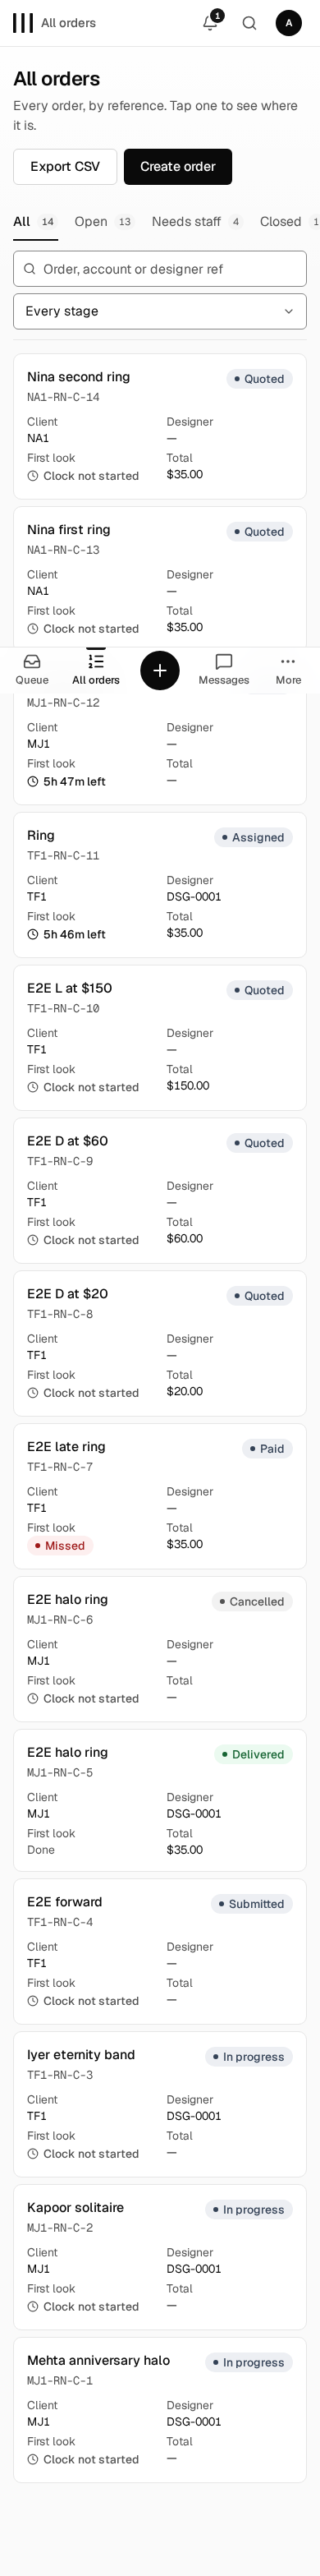 All orders
1
A
All orders
Every order, by reference. Tap one to see where
it is.
Export CSV
Create order
All 14
Open 13
Needs staff 4
Closed 1
Order, account or designer ref
Every stage
Nina second ring
Quoted
NA1-RN-C-14
Client
Designer
NA1
—
First look
Total
Clock not started
$35.00
Nina first ring
Quoted
NA1-RN-C-13
Client
Designer
NA1
—
First look
Total
Clock not started
$35.00
Queue
All orders
Messages
More
MJ1-RN-C-12
Client
Designer
MJ1
—
First look
Total
5h 47m left
—
Ring
Assigned
TF1-RN-C-11
Client
Designer
TF1
DSG-0001
First look
Total
5h 46m left
$35.00
E2E L at $150
Quoted
TF1-RN-C-10
Client
Designer
TF1
—
First look
Total
Clock not started
$150.00
E2E D at $60
Quoted
TF1-RN-C-9
Client
Designer
TF1
—
First look
Total
Clock not started
$60.00
E2E D at $20
Quoted
TF1-RN-C-8
Client
Designer
TF1
—
First look
Total
Clock not started
$20.00
E2E late ring
Paid
TF1-RN-C-7
Client
Designer
TF1
—
First look
Total
Missed
$35.00
E2E halo ring
Cancelled
MJ1-RN-C-6
Client
Designer
MJ1
—
First look
Total
Clock not started
—
E2E halo ring
Delivered
MJ1-RN-C-5
Client
Designer
MJ1
DSG-0001
First look
Total
Done
$35.00
E2E forward
Submitted
TF1-RN-C-4
Client
Designer
TF1
—
First look
Total
Clock not started
—
Iyer eternity band
In progress
TF1-RN-C-3
Client
Designer
TF1
DSG-0001
First look
Total
Clock not started
—
Kapoor solitaire
In progress
MJ1-RN-C-2
Client
Designer
MJ1
DSG-0001
First look
Total
Clock not started
—
Mehta anniversary halo
In progress
MJ1-RN-C-1
Client
Designer
MJ1
DSG-0001
First look
Total
Clock not started
—